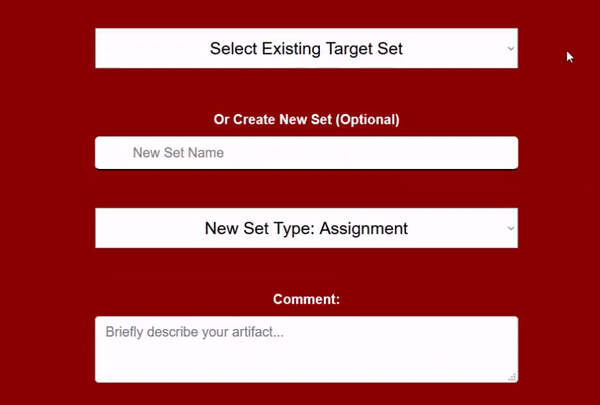 Select Existing Target Set
Or Create New Set (Optional)
New Set Name
New Set Type: Assignment
Comment:
Briefly describe your artifact...